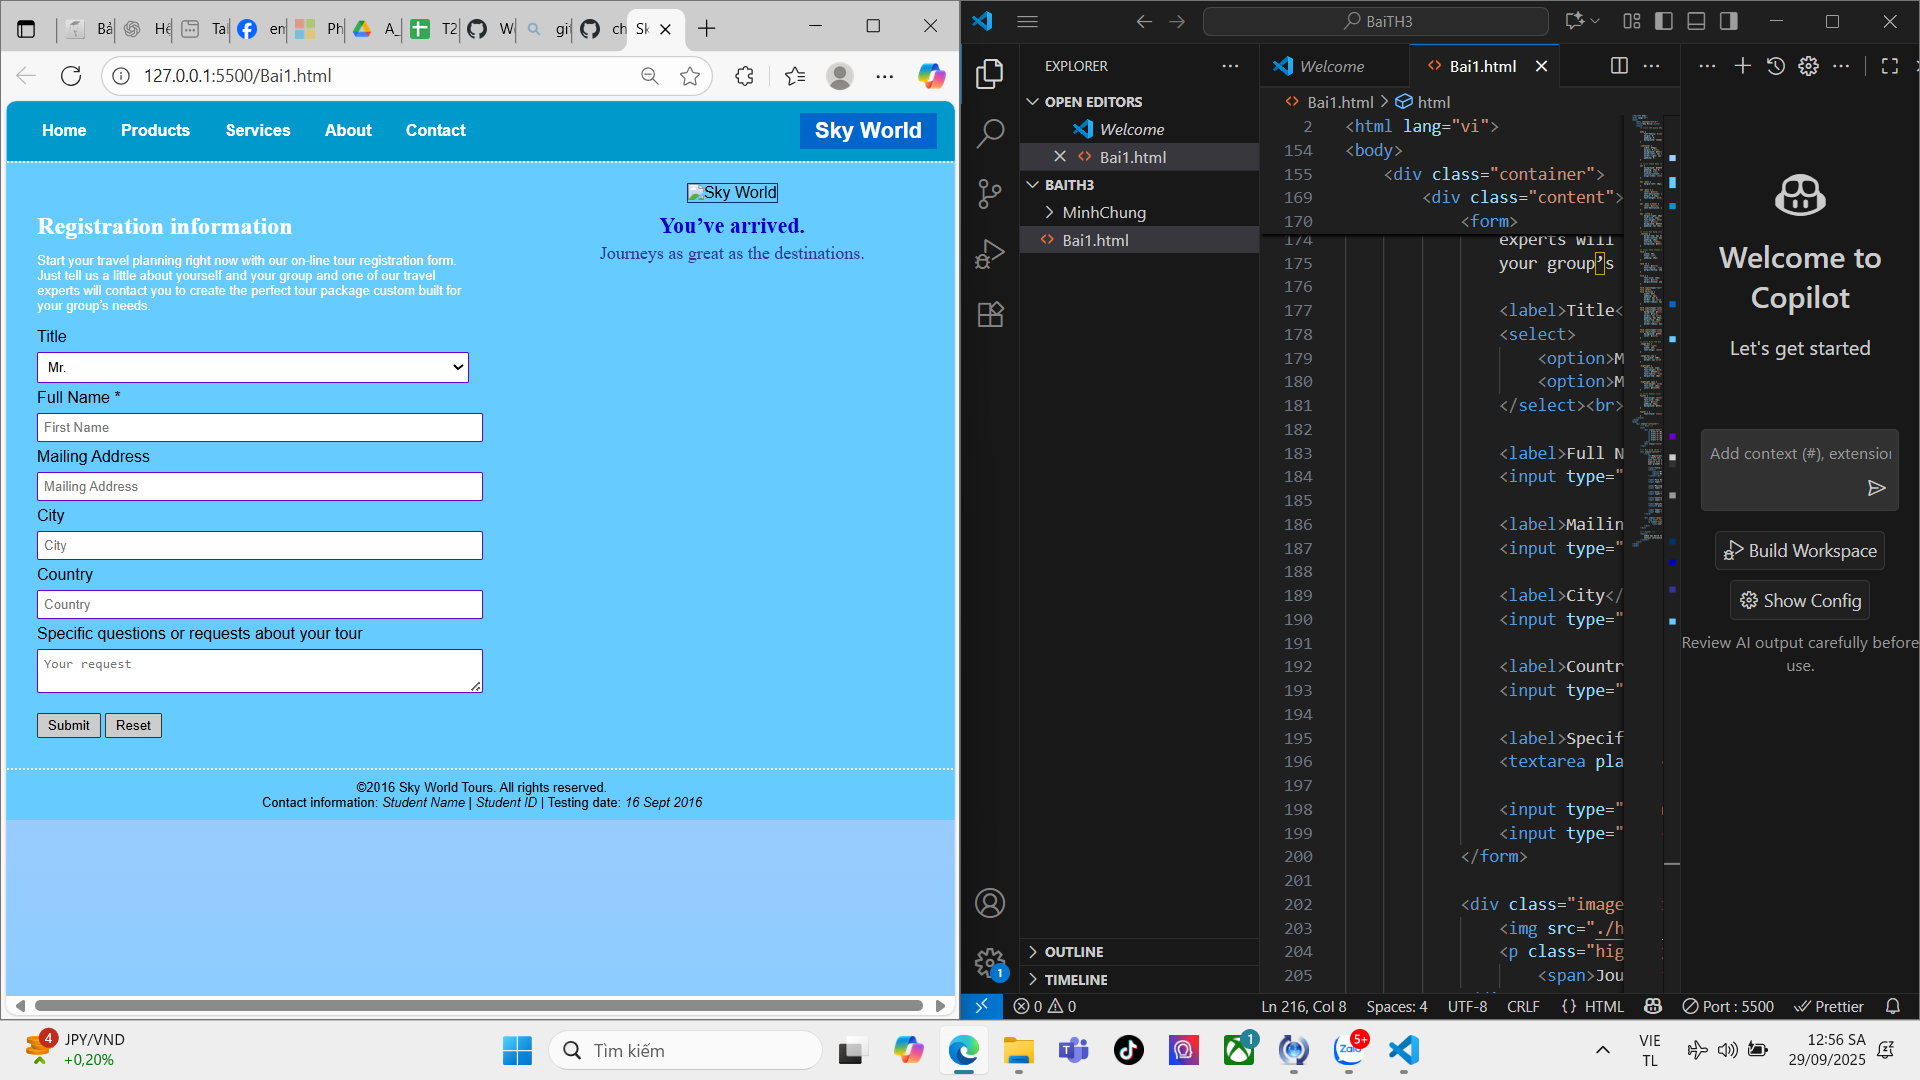 Bả
Hệ
Tai
en
Ph
A_
T2
W
git
ch
Sk
127.0.0.1:5500/Bai1.html
Home
Products
Services
About
Contact
Sky World
Registration information
Start your travel planning right now with our on-line tour registration form.
Just tell us a little about yourself and your group and one of our travel
experts will contact you to create the perfect tour package custom built for
your group's needs.
Title
Mr.
Full Name *
First Name
Mailing Address
Mailing Address
City
City
Country
Country
Specific questions or requests about your tour
Your request
Submit
Reset
Sky World
You've arrived.
Journeys as great as the destinations.
©2016 Sky World Tours. All rights reserved.
Contact information: Student Name | Student ID | Testing date: 16 Sept 2016
BaiTH3
EXPLORER
OPEN EDITORS
Welcome
Bai1.html
BAITH3
MinhChung
Bai1.html
OUTLINE
TIMELINE
Welcome
Bai1.html
Bai1.html > html
2 <html lang="vi">
154 <body>
155 <div class="container">
169 <div class="content">
170 <form>
174 experts will
175 your group's
176
177 <label>Title<
178 <select>
179 <option>M
180 <option>M
181 </select><br>
182
183 <label>Full N
184 <input type="
185
186 <label>Mailin
187 <input type="
188
189 <label>City</
190 <input type="
191
192 <label>Countr
193 <input type="
194
195 <label>Specif
196 <textarea pla
197
198 <input type="
199 <input type="
200 </form>
201
202 <div class="image
203 <img src="./h
204 <p class="hig
205 <span>Jou
Welcome to
Copilot
Let's get started
Add context (#), extension
Build Workspace
Show Config
Review AI output carefully before
use.
1
0 0
Ln 216, Col 8
Spaces: 4
UTF-8
CRLF
{} HTML
Port : 5500
Prettier
4
JPY/VND
+0,20%
Tìm kiếm
1
5+
Zalo
VIE
TL
12:56 SA
29/09/2025